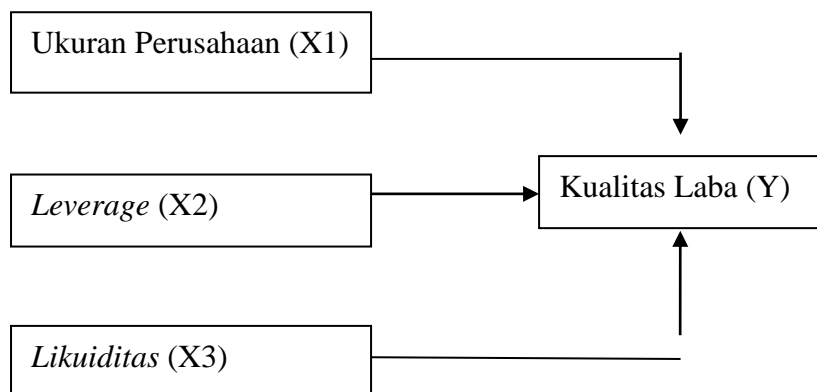 Ukuran Perusahaan (X1)
Leverage (X2)
Kualitas Laba (Y)
Likuiditas (X3)